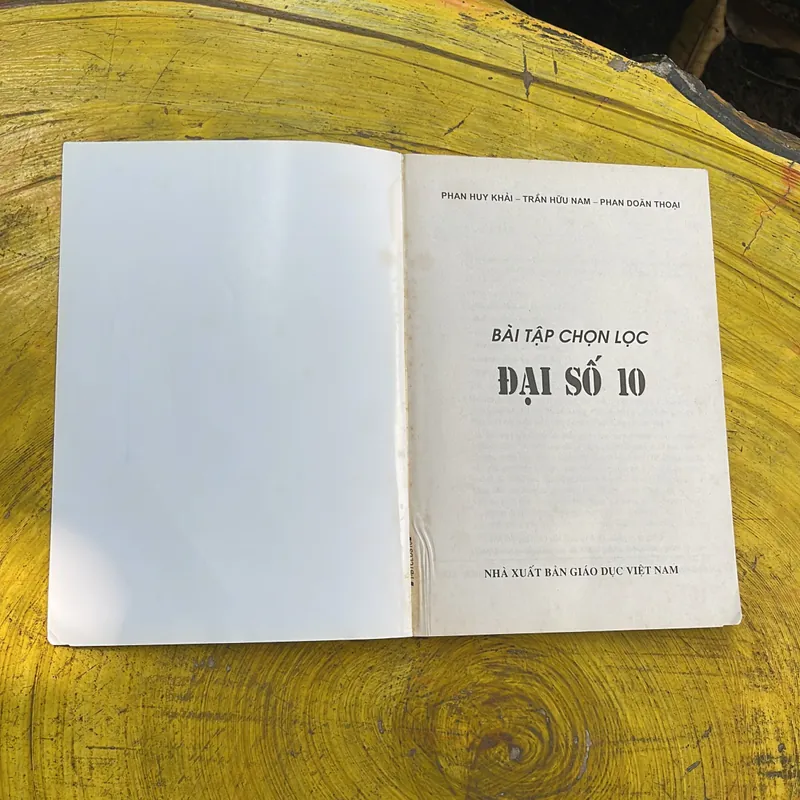 PHAN HUY KHẢI – TRẦN HỮU NAM – PHAN DOÃN THOẠI
BÀI TẬP CHỌN LỌC
ĐẠI SỐ 10
NHÀ XUẤT BẢN GIÁO DỤC VIỆT NAM